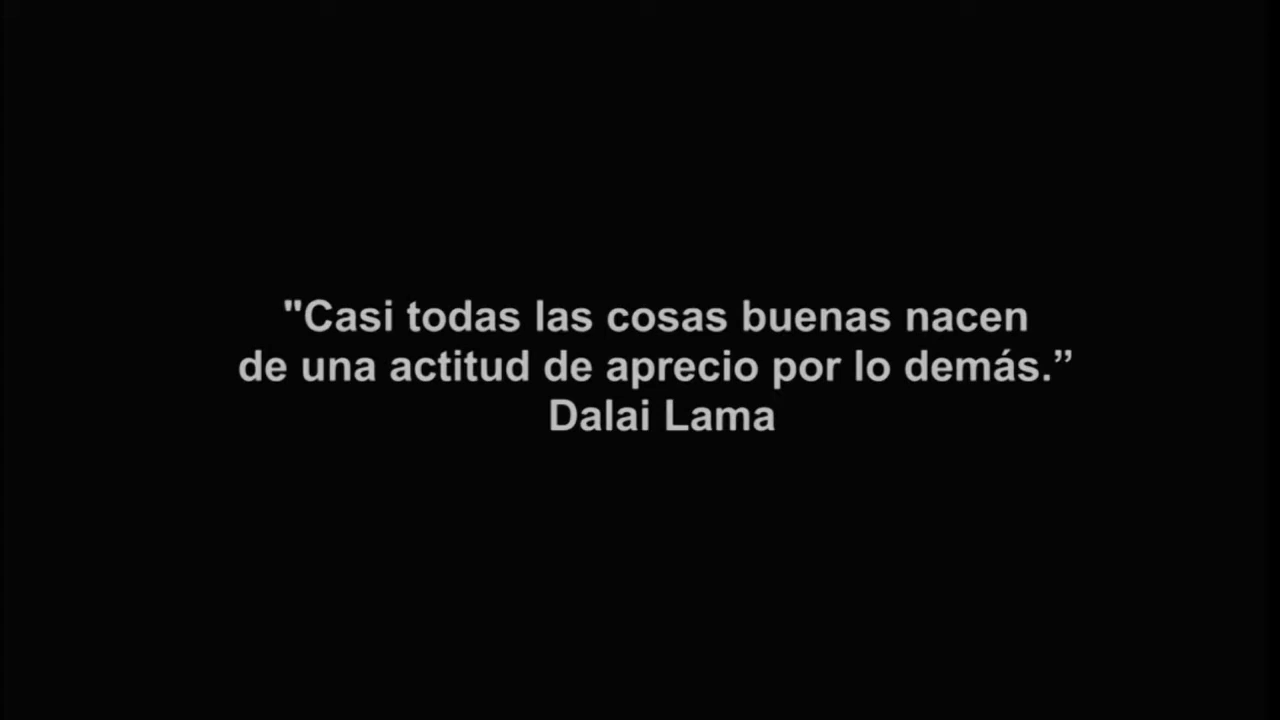 "Casi todas las cosas buenas nacen
de una actitud de aprecio por lo demás.”
Dalai Lama